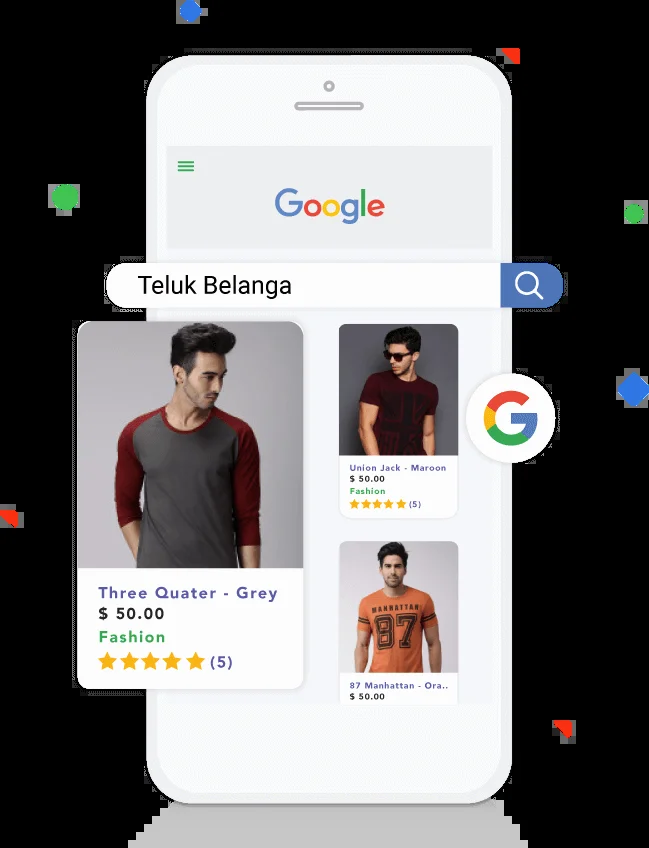 Google
Teluk Belanga
Three Quater - Grey
$ 50.00
Fashion
(5)
Union Jack - Maroon
$ 50.00
Fashion
(5)
G
MANHATTAN
87
87 Manhattan - Ora..
$ 50.00